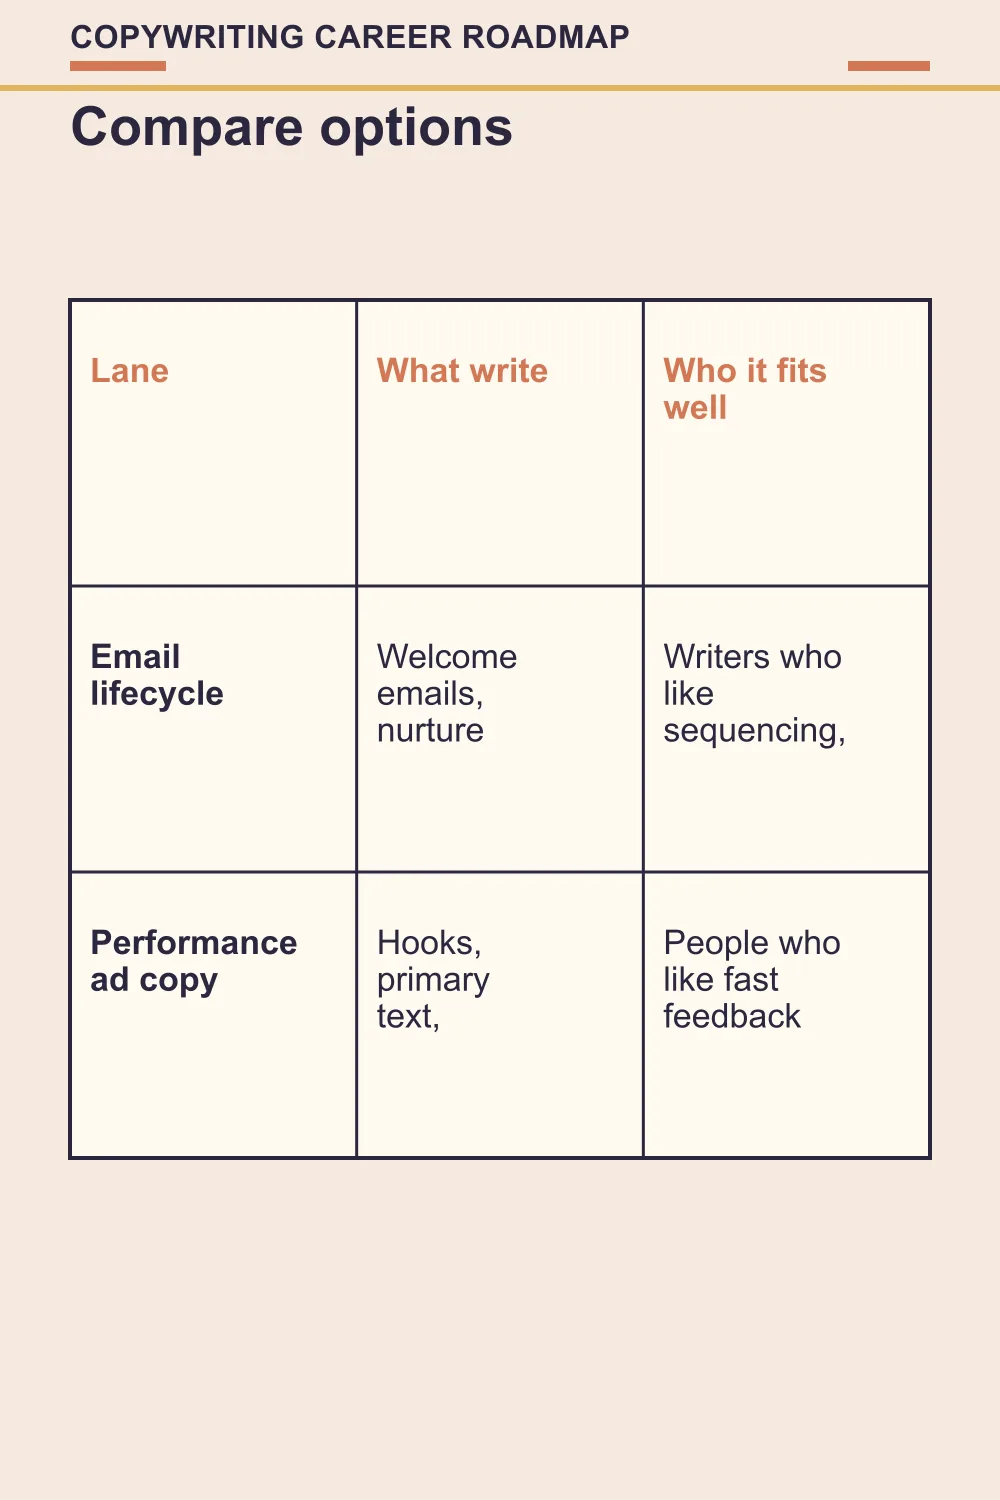 COPYWRITING CAREER ROADMAP
Compare options
Lane
What write
Who it fits
well
Email
lifecycle
Welcome
emails,
nurture
Writers who
like
sequencing,
Performance
ad copy
Hooks,
primary
text,
People who
like fast
feedback